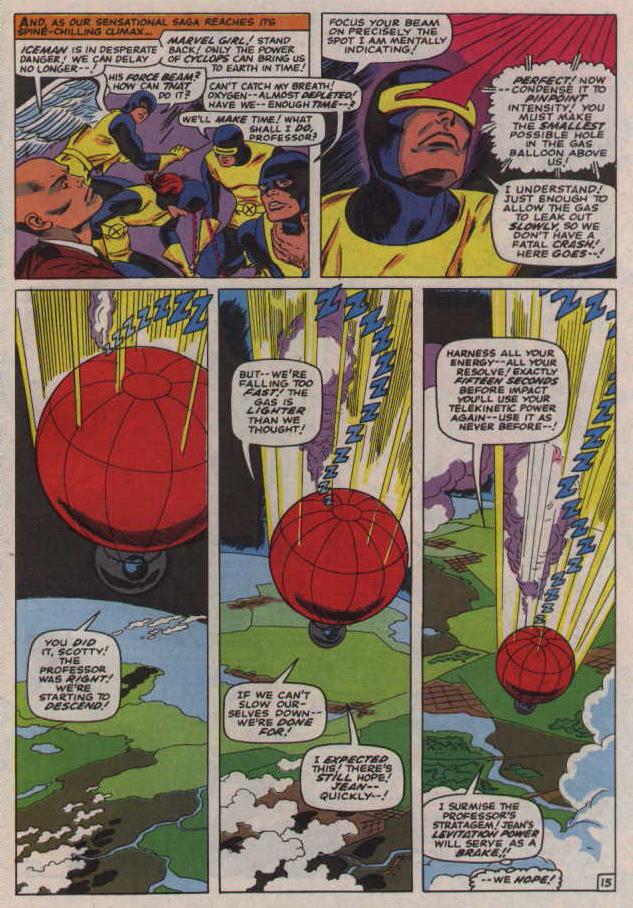 AND, AS OUR SENSATIONAL SAGA REACHES ITS
SPINE-CHILLING CLIMAX...
ICEMAN IS IN DESPERATE
DANGER! WE CAN DELAY
NO LONGER--!
MARVEL GIRL! STAND
BACK! ONLY THE POWER
OF CYCLOPS CAN BRING US
TO EARTH IN TIME!
HIS FORCE BEAM?
HOW CAN THAT
DO IT?
CAN'T CATCH MY BREATH!
OXYGEN--ALMOST DEPLETED!
HAVE WE--ENOUGH TIME--?
WE'LL MAKE TIME! WHAT
SHALL I DO,
PROFESSOR?
FOCUS YOUR BEAM
ON PRECISELY THE
SPOT I AM MENTALLY
INDICATING!
PERFECT! NOW
--CONDENSE IT TO
PINPOINT
INTENSITY! YOU
MUST MAKE
THE SMALLEST
POSSIBLE HOLE
IN THE GAS
BALLOON ABOVE
US!
I UNDERSTAND!
JUST ENOUGH TO
ALLOW THE GAS
TO LEAK OUT
SLOWLY, SO WE
DON'T HAVE A
FATAL CRASH!
HERE GOES--!
ZZZZZZZZZ
YOU DID
IT, SCOTTY!
THE
PROFESSOR
WAS RIGHT!
WE'RE
STARTING TO
DESCEND!
BUT--WE'RE
FALLING TOO
FAST! THE
GAS IS
LIGHTER
THAN WE
THOUGHT!
IF WE CAN'T
SLOW OUR-
SELVES DOWN--
WE'RE DONE
FOR!
I EXPECTED
THIS! THERE'S
STILL HOPE!
JEAN--
QUICKLY--!
HARNESS ALL YOUR
ENERGY--ALL YOUR
RESOLVE! EXACTLY
FIFTEEN SECONDS
BEFORE IMPACT
YOU'LL USE YOUR
TELEKINETIC POWER
AGAIN--USE IT AS
NEVER BEFORE--!
I SURMISE THE
PROFESSOR'S
STRATAGEM! JEAN'S
LEVITATION POWER
WILL SERVE AS A
BRAKE!!
--WE HOPE!
15